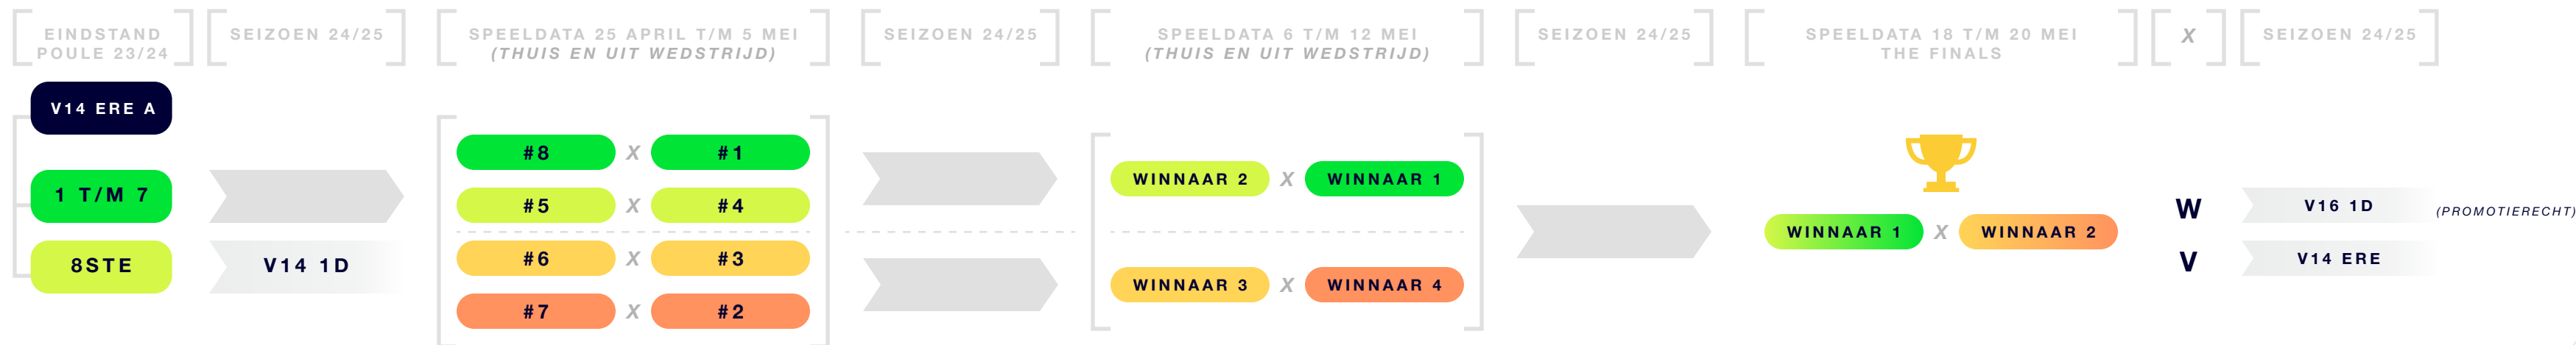 EINDSTAND
POULE 23/24
SEIZOEN 24/25
SPEELDATA 25 APRIL T/M 5 MEI
(THUIS EN UIT WEDSTRIJD)
SEIZOEN 24/25
SPEELDATA 6 T/M 12 MEI
(THUIS EN UIT WEDSTRIJD)
SEIZOEN 24/25
SPEELDATA 18 T/M 20 MEI
THE FINALS
X
SEIZOEN 24/25
V14 ERE A
1 T/M 7
8STE
V14 1D
#8 X #1
#5 X #4
#6 X #3
#7 X #2
WINNAAR 2 X WINNAAR 1
WINNAAR 3 X WINNAAR 4
WINNAAR 1 X WINNAAR 2
W V16 1D (PROMOTIERECHT)
V V14 ERE